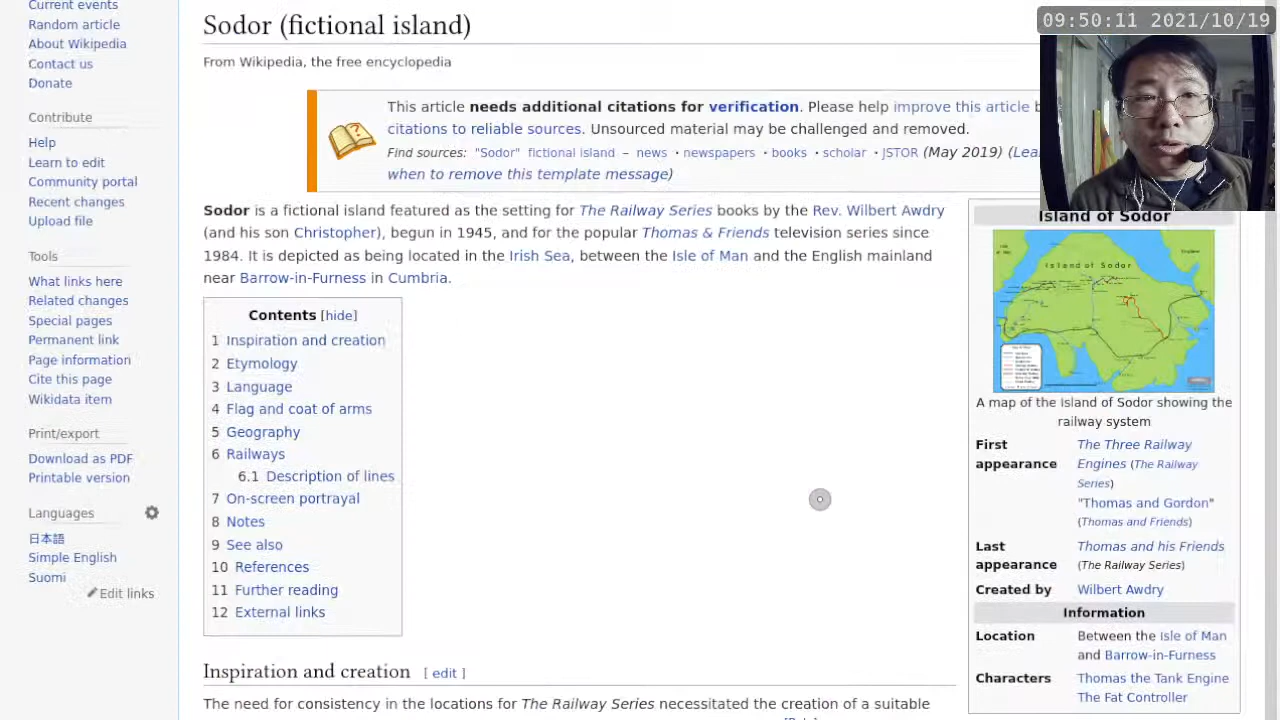 Current events
Random article
About Wikipedia
Contact us
Donate
Contribute
Help
Learn to edit
Community portal
Recent changes
Upload file
Tools
What links here
Related changes
Special pages
Permanent link
Page information
Cite this page
Wikidata item
Print/export
Download as PDF
Printable version
Languages
日本語
Simple English
Suomi
Edit links
Sodor (fictional island)
From Wikipedia, the free encyclopedia
This article needs additional citations for verification. Please help improve this article
citations to reliable sources. Unsourced material may be challenged and removed.
Find sources: "Sodor" fictional island – news · newspapers · books · scholar · JSTOR (May 2019)
when to remove this template message)
Sodor is a fictional island featured as the setting for The Railway Series books by the Rev. Wilbert Awdry
(and his son Christopher), begun in 1945, and for the popular Thomas & Friends television series since
1984. It is depicted as being located in the Irish Sea, between the Isle of Man and the English mainland
near Barrow-in-Furness in Cumbria.
Contents [hide]
1 Inspiration and creation
2 Etymology
3 Language
4 Flag and coat of arms
5 Geography
6 Railways
6.1 Description of lines
7 On-screen portrayal
8 Notes
9 See also
10 References
11 Further reading
12 External links
Inspiration and creation [ edit ]
The need for consistency in the locations for The Railway Series necessitated the creation of a suitable
09:50:11 2021/10/19
Island of Sodor
Island of Sodor
A map of the Island of Sodor showing the
railway system
First appearance
The Three Railway
Engines (The Railway
Series)
"Thomas and Gordon"
(Thomas and Friends)
Last appearance
Thomas and his Friends
(The Railway Series)
Created by Wilbert Awdry
Information
Location Between the Isle of Man
and Barrow-in-Furness
Characters Thomas the Tank Engine
The Fat Controller